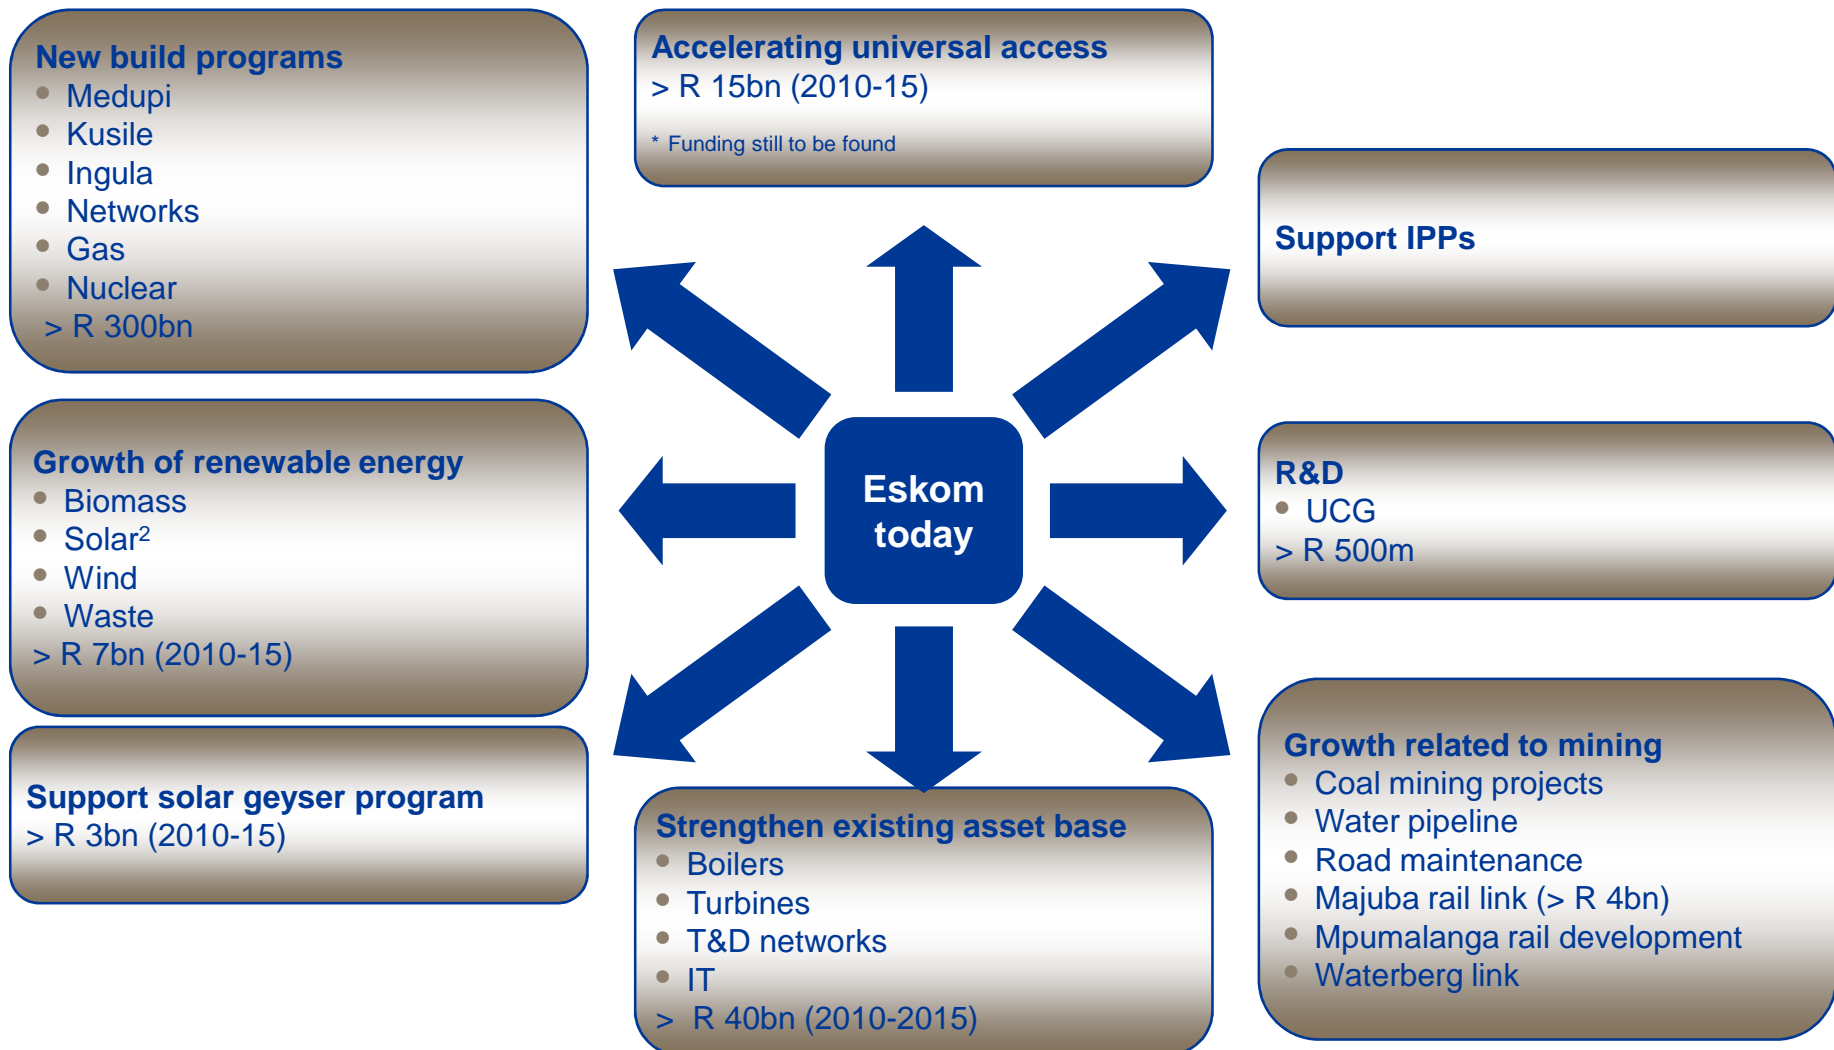 New build programs
• Medupi
• Kusile
• Ingula
• Networks
• Gas
• Nuclear
> R 300bn
Accelerating universal access
> R 15bn (2010-15)
* Funding still to be found
Support IPPs
Growth of renewable energy
• Biomass
• Solar²
• Wind
• Waste
> R 7bn (2010-15)
Eskom
today
R&D
• UCG
> R 500m
Support solar geyser program
> R 3bn (2010-15)
Strengthen existing asset base
• Boilers
• Turbines
• T&D networks
• IT
> R 40bn (2010-2015)
Growth related to mining
• Coal mining projects
• Water pipeline
• Road maintenance
• Majuba rail link (> R 4bn)
• Mpumalanga rail development
• Waterberg link